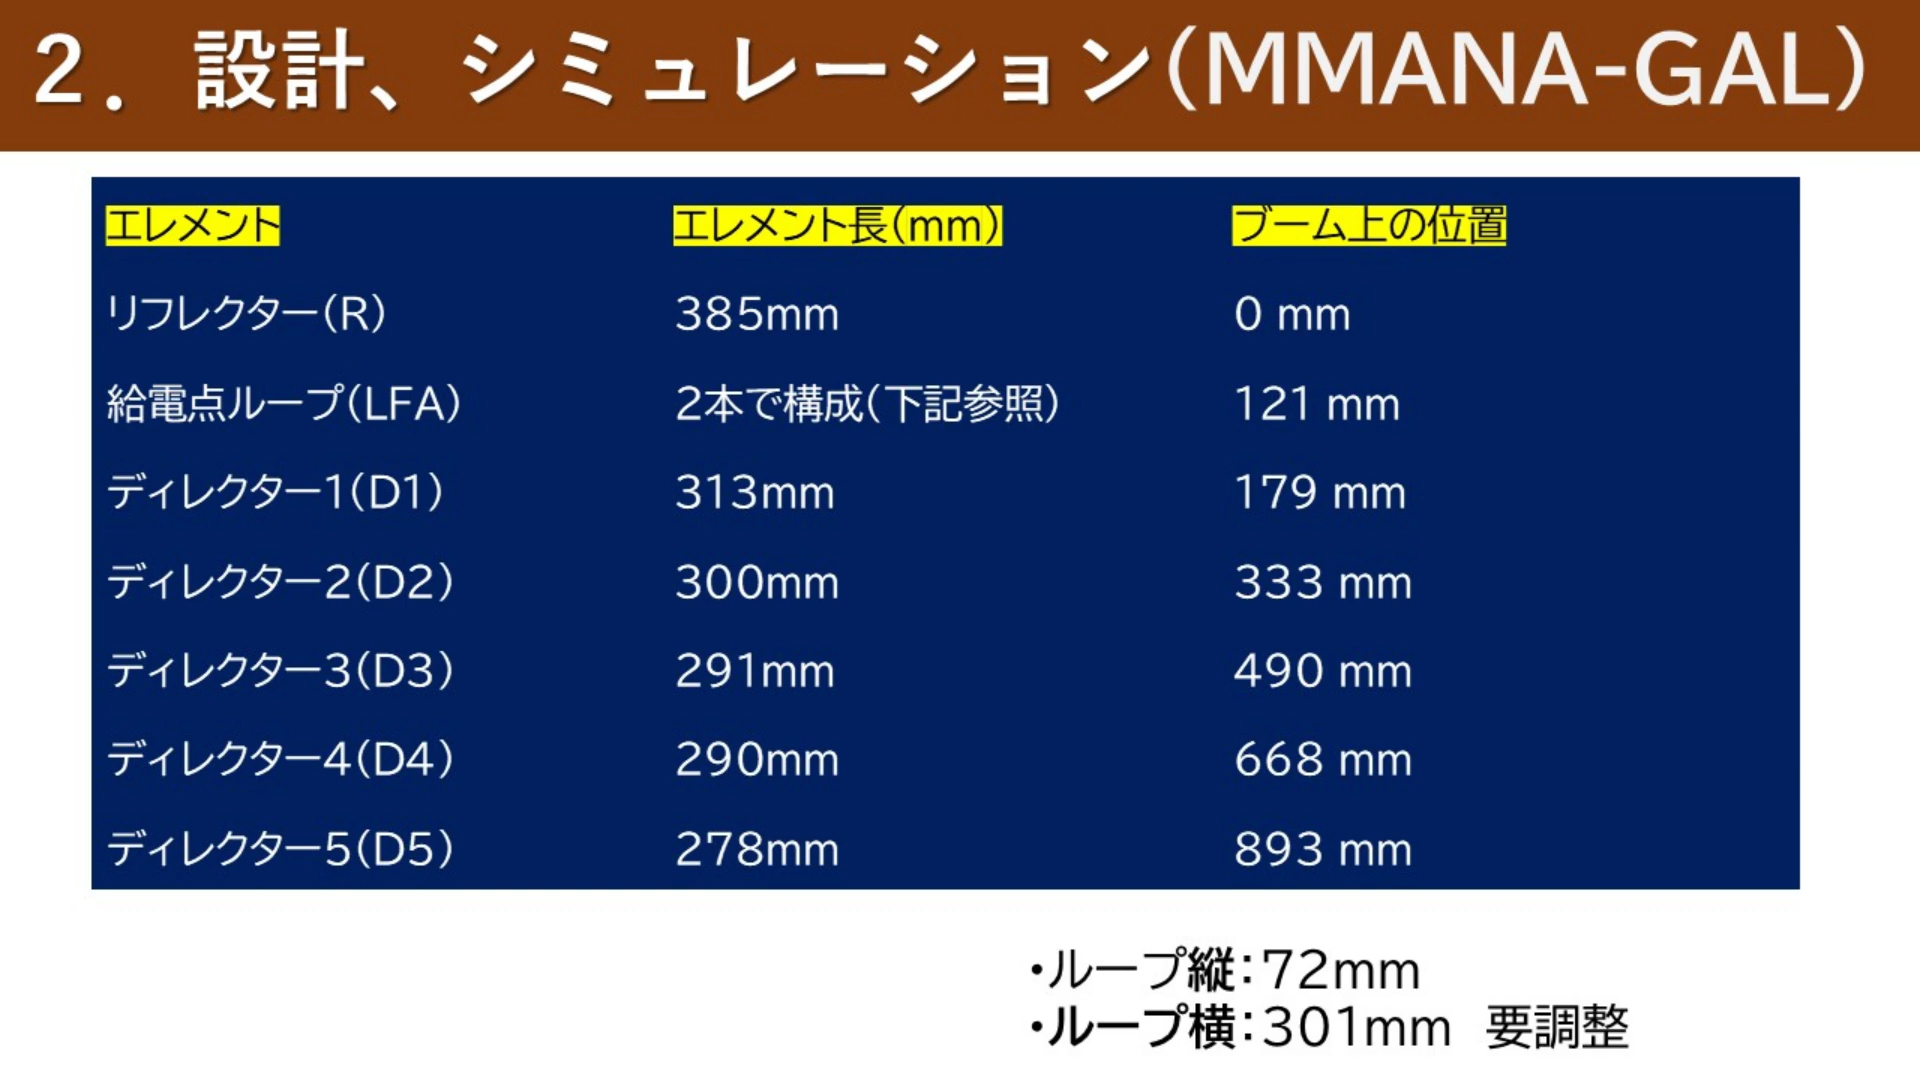 2．設計、シミュレーション(MMANA-GAL)
エレメント エレメント長(mm) ブーム上の位置
リフレクター(R) 385mm 0 mm
給電点ループ(LFA) 2本で構成(下記参照) 121 mm
ディレクター1(D1) 313mm 179 mm
ディレクター2(D2) 300mm 333 mm
ディレクター3(D3) 291mm 490 mm
ディレクター4(D4) 290mm 668 mm
ディレクター5(D5) 278mm 893 mm
・ループ縦：72mm
・ループ横：301mm 要調整